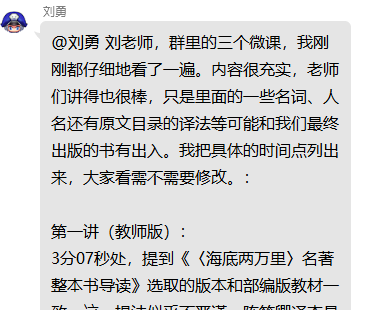 刘勇
@刘勇 刘老师，群里的三个微课，我刚
刚都仔细地看了一遍。内容很充实，老师
们讲得也很棒，只是里面的一些名词、人
名还有原文目录的译法等可能和我们最终
出版的书有出入。我把具体的时间点列出
来，大家看需不需要修改。：
第一讲（教师版）：
3分07秒处，提到《〈海底两万里〉名著
整本书导读》选取的版本和部编版教材一